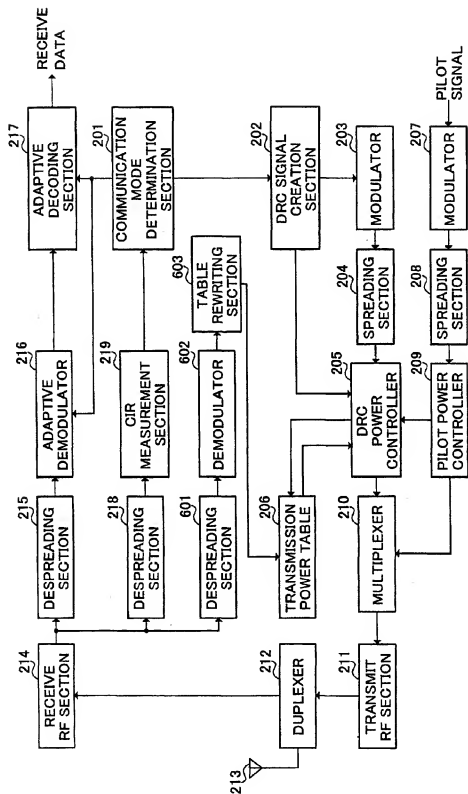 RECEIVE
DATA
217
ADAPTIVE
DECODING
SECTION
201
COMMUNICATION
MODE
DETERMINATION
SECTION
202
DRC SIGNAL
CREATION
SECTION
203
MODULATOR
PILOT
SIGNAL
207
MODULATOR
603
TABLE
REWRITING
SECTION
204
SPREADING
SECTION
208
SPREADING
SECTION
216
ADAPTIVE
DEMODULATOR
219
CIR
MEASUREMENT
SECTION
602
DEMODULATOR
205
DRC
POWER
CONTROLLER
209
PILOT POWER
CONTROLLER
215
DESPREADING
SECTION
218
DESPREADING
SECTION
601
DESPREADING
SECTION
206
TRANSMISSION
POWER TABLE
210
MULTIPLEXER
214
RECEIVE
RF SECTION
212
DUPLEXER
211
TRANSMIT
RF SECTION
213